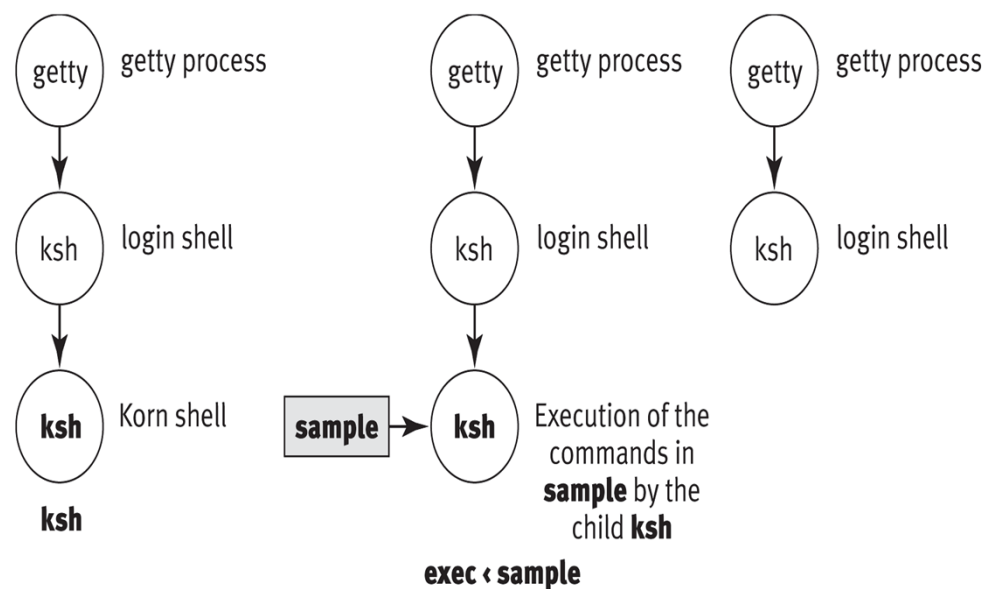 getty
getty process
ksh
login shell
ksh
Korn shell
ksh
getty
getty process
ksh
login shell
sample
ksh
Execution of the
commands in
sample by the
child ksh
exec < sample
getty
getty process
ksh
login shell